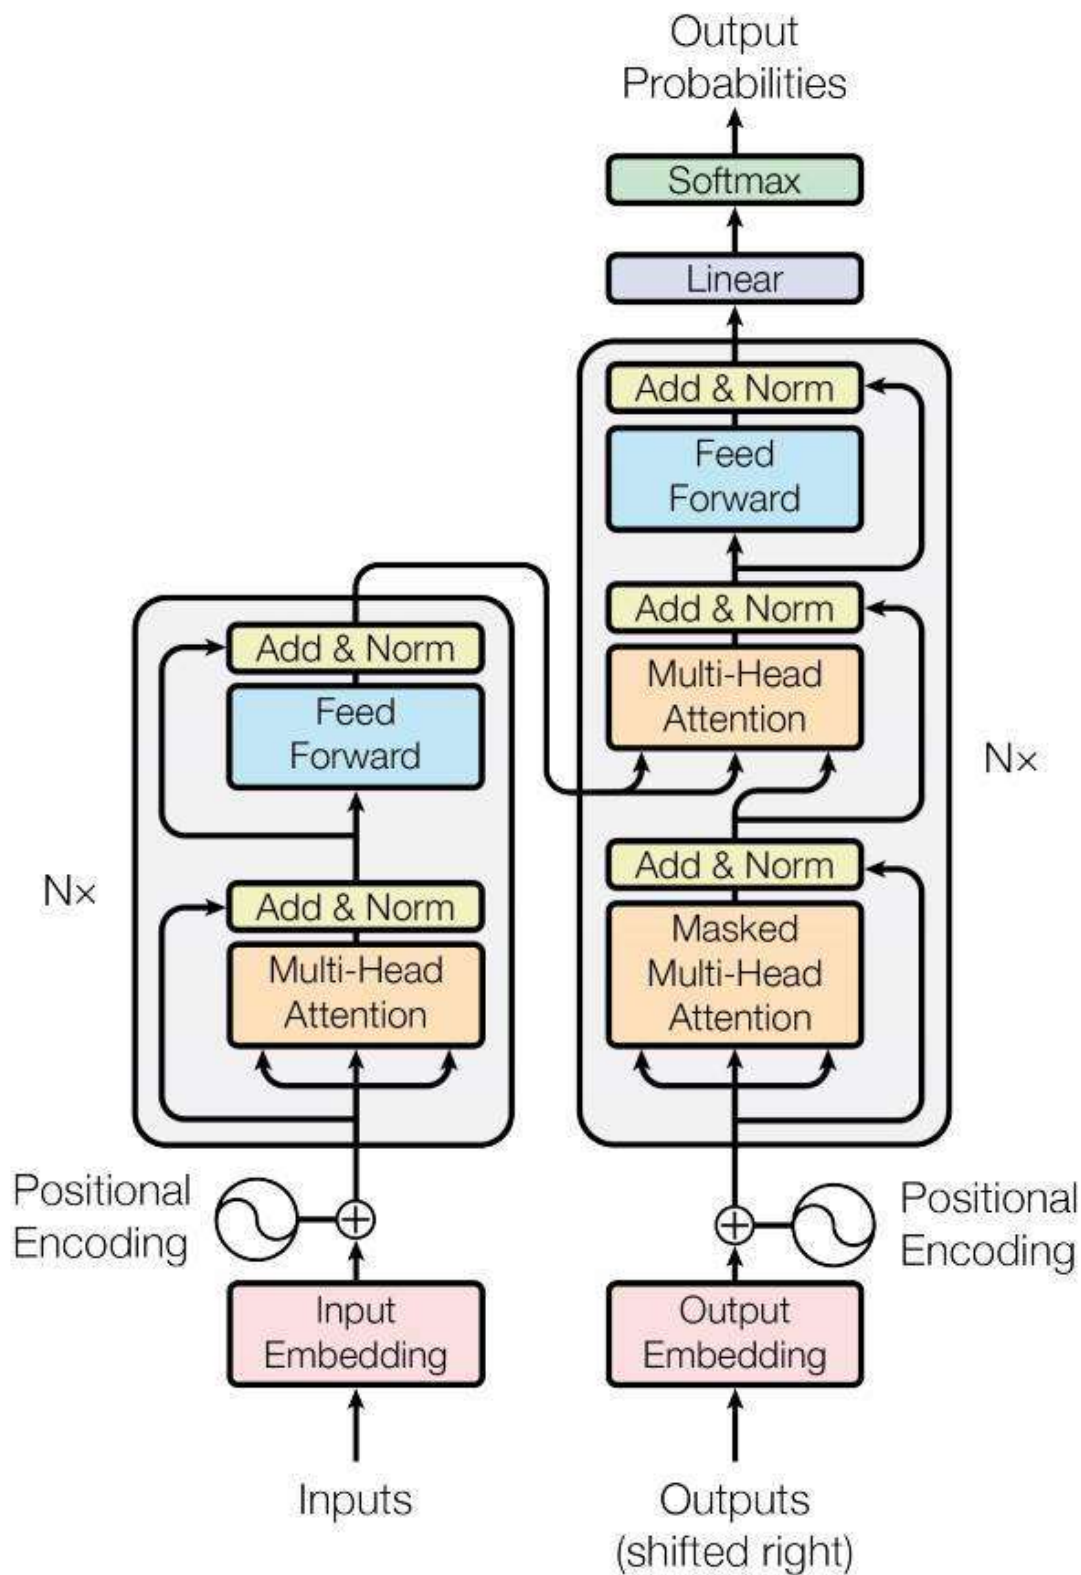 Output
Probabilities
Softmax
Linear
Add & Norm
Feed
Forward
Add & Norm
Multi-Head
Attention
Add & Norm
Masked
Multi-Head
Attention
N×
Add & Norm
Feed
Forward
Add & Norm
Multi-Head
Attention
N×
Positional
Encoding
Positional
Encoding
Input
Embedding
Output
Embedding
Inputs
Outputs
(shifted right)